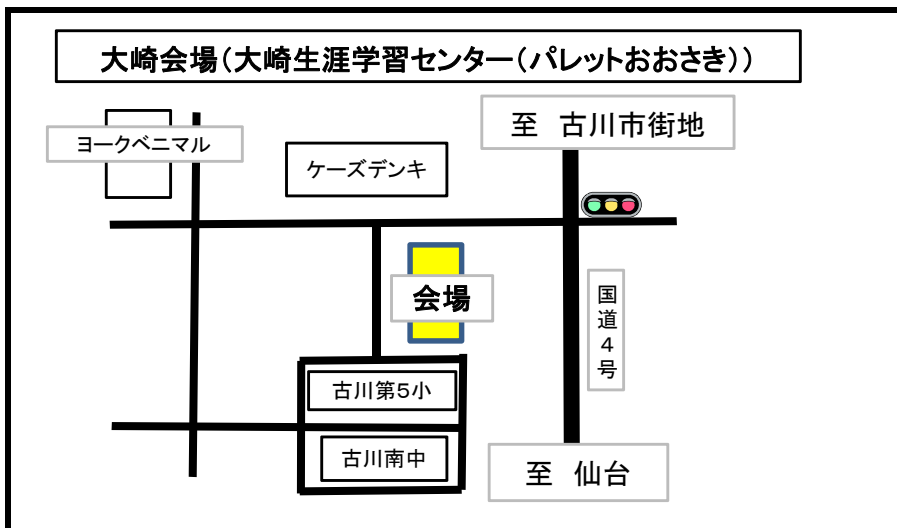 大崎会場(大崎生涯学習センター(パレットおおさき))
至　古川市街地
ヨークベニマル
ケーズデンキ
会場
国道４号
古川第5小
古川南中
至　仙台